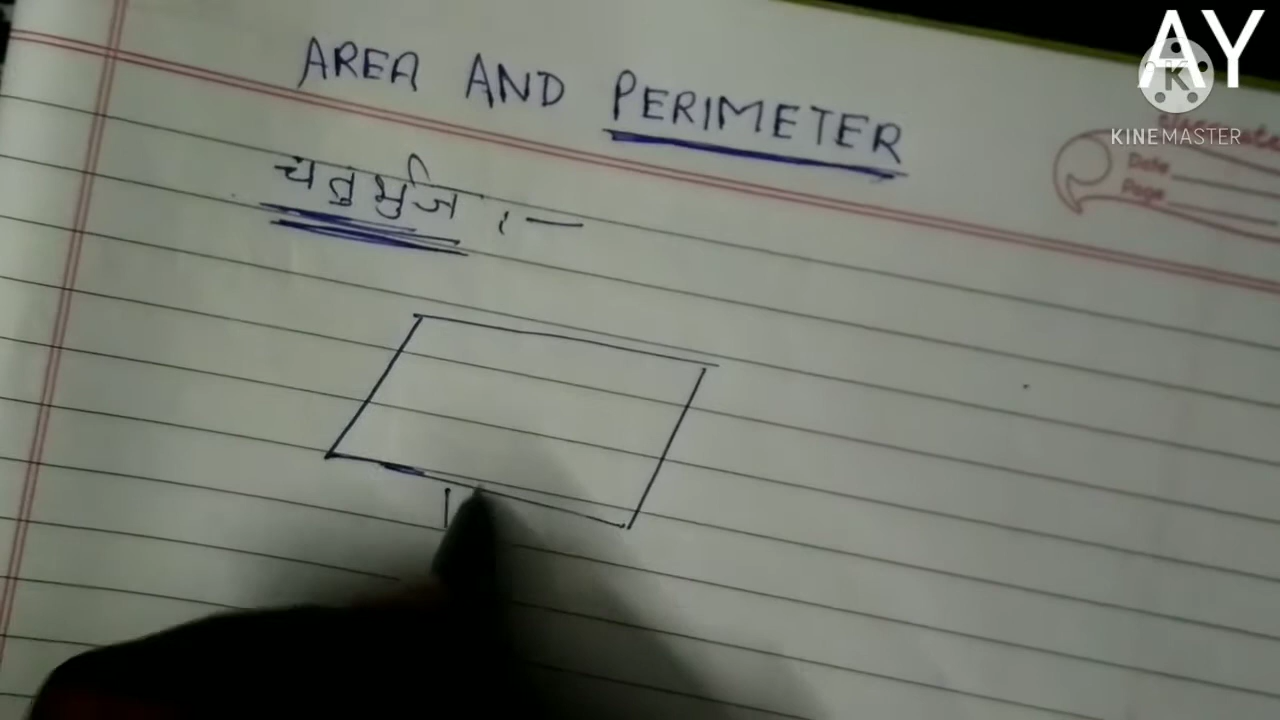 AY
KINEMASTER
AREA AND PERIMETER
Date
Page
चतुर्भुज :-